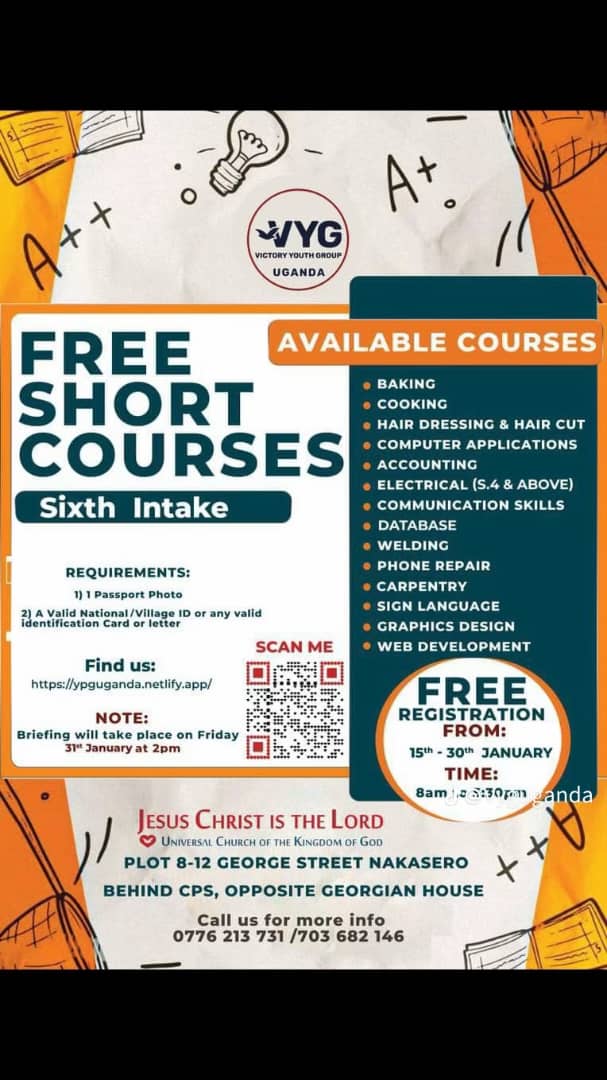 A++
A+
VYG
VICTORY YOUTH GROUP
UGANDA
FREE
SHORT
COURSES
Sixth Intake
REQUIREMENTS:
1) 1 Passport Photo
2) A Valid National/Village ID or any valid
identification Card or letter
Find us:
https://ypguganda.netlify.app/
NOTE:
Briefing will take place on Friday
31st January at 2pm
SCAN ME
AVAILABLE COURSES
BAKING
COOKING
HAIR DRESSING & HAIR CUT
COMPUTER APPLICATIONS
ACCOUNTING
ELECTRICAL (S.4 & ABOVE)
COMMUNICATION SKILLS
DATABASE
WELDING
PHONE REPAIR
CARPENTRY
SIGN LANGUAGE
GRAPHICS DESIGN
WEB DEVELOPMENT
FREE
REGISTRATION
FROM:
15th - 30th JANUARY
TIME:
8am
JESUS CHRIST IS THE LORD
UNIVERSAL CHURCH OF THE KINGDOM OF GOD
PLOT 8-12 GEORGE STREET NAKASERO
BEHIND CPS, OPPOSITE GEORGIAN HOUSE
Call us for more info
0776 213 731 /703 682 146
A++